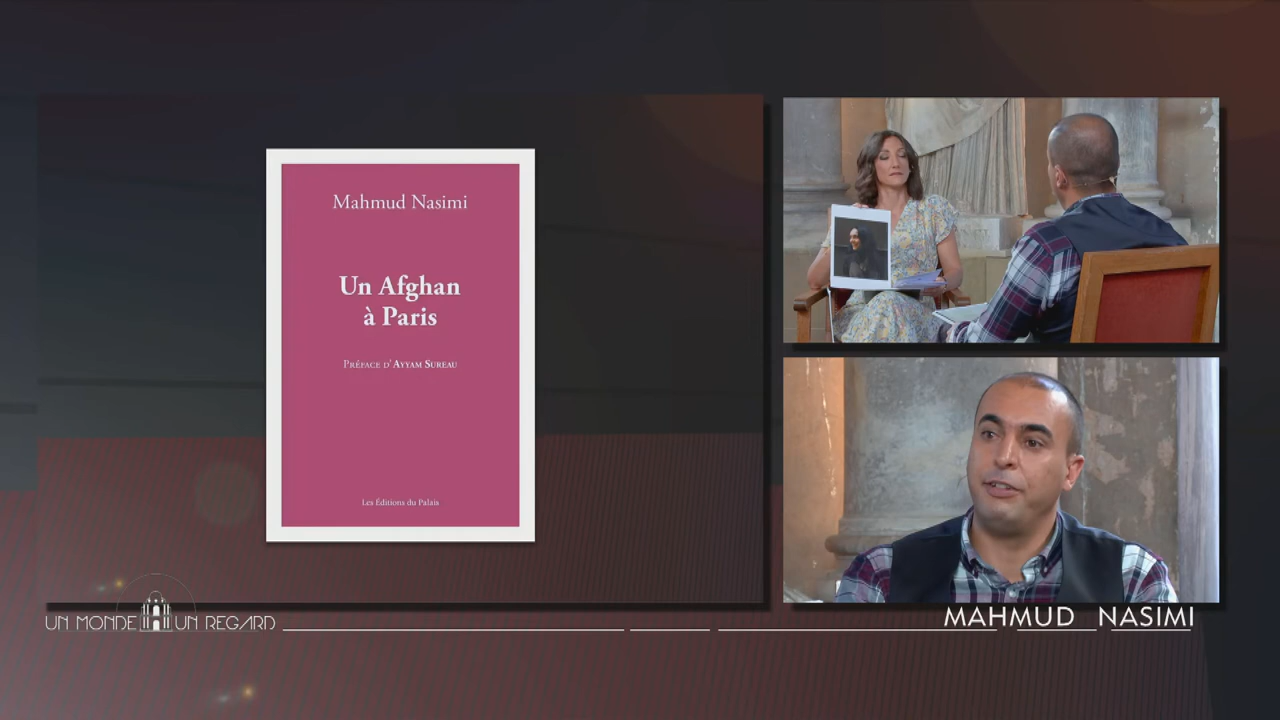 Mahmud Nasimi
Un Afghan
à Paris
Préface d'Ayyam Sureau
Les Éditions du Palais
UN MONDE UN REGARD
MAHMUD NASIMI